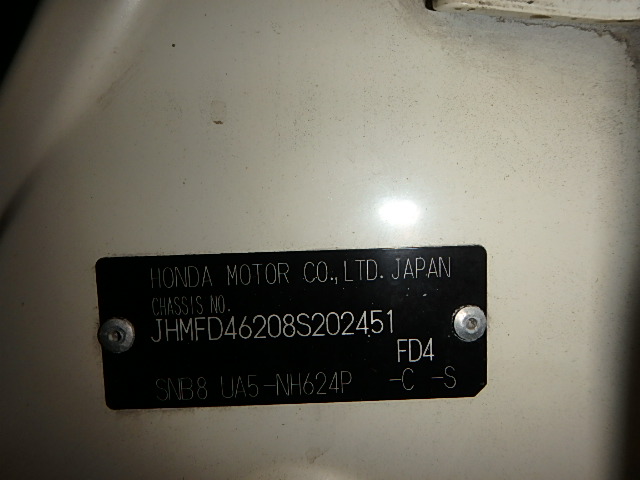 HONDA MOTOR CO.,LTD. JAPAN
CHASSIS NO.
JHMFD46208S202451
FD4
SNB8 UA5-NH624P -C -S